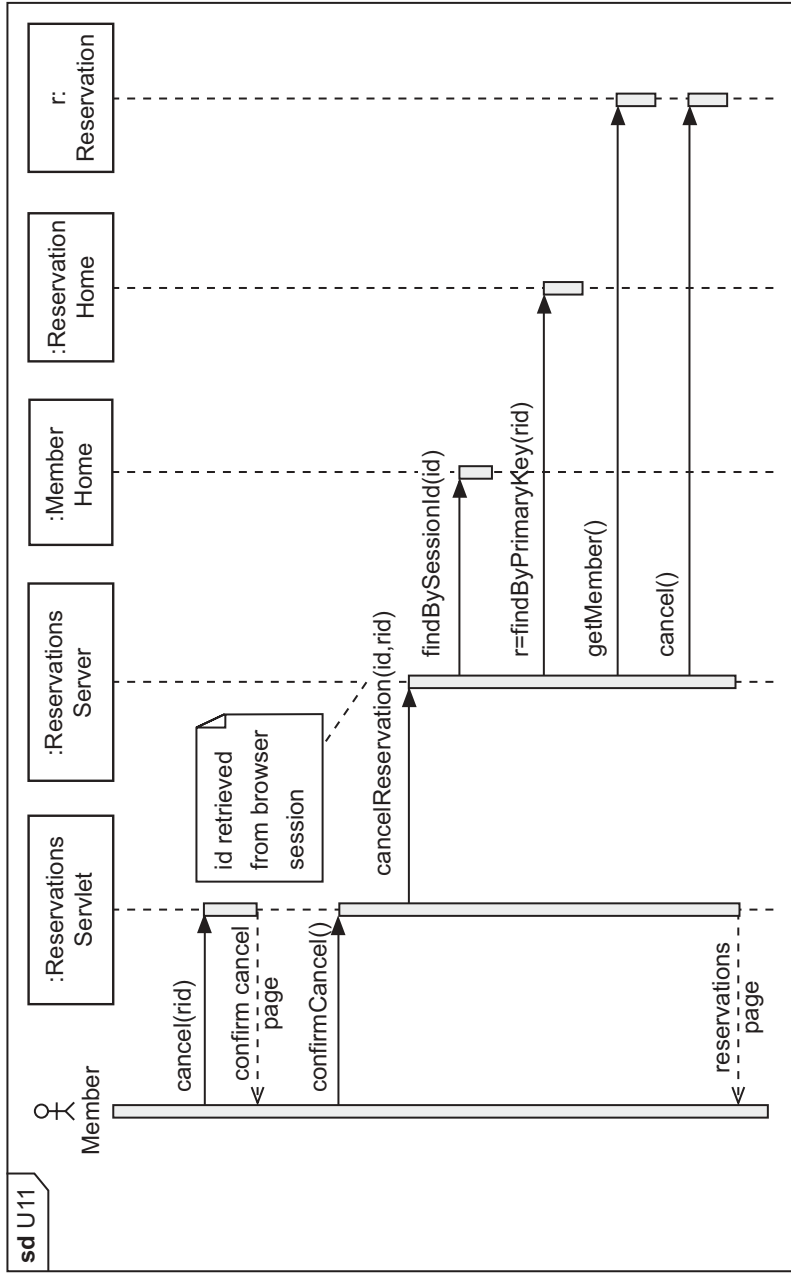 sd U11
Member
:Reservations
Servlet
:Reservations
Server
:Member
Home
:Reservation
Home
r:
Reservation
cancel(rid)
confirm cancel
page
id retrieved
from browser
session
confirmCancel()
cancelReservation(id,rid)
findBySessionId(id)
r=findByPrimaryKey(rid)
getMember()
cancel()
reservations
page